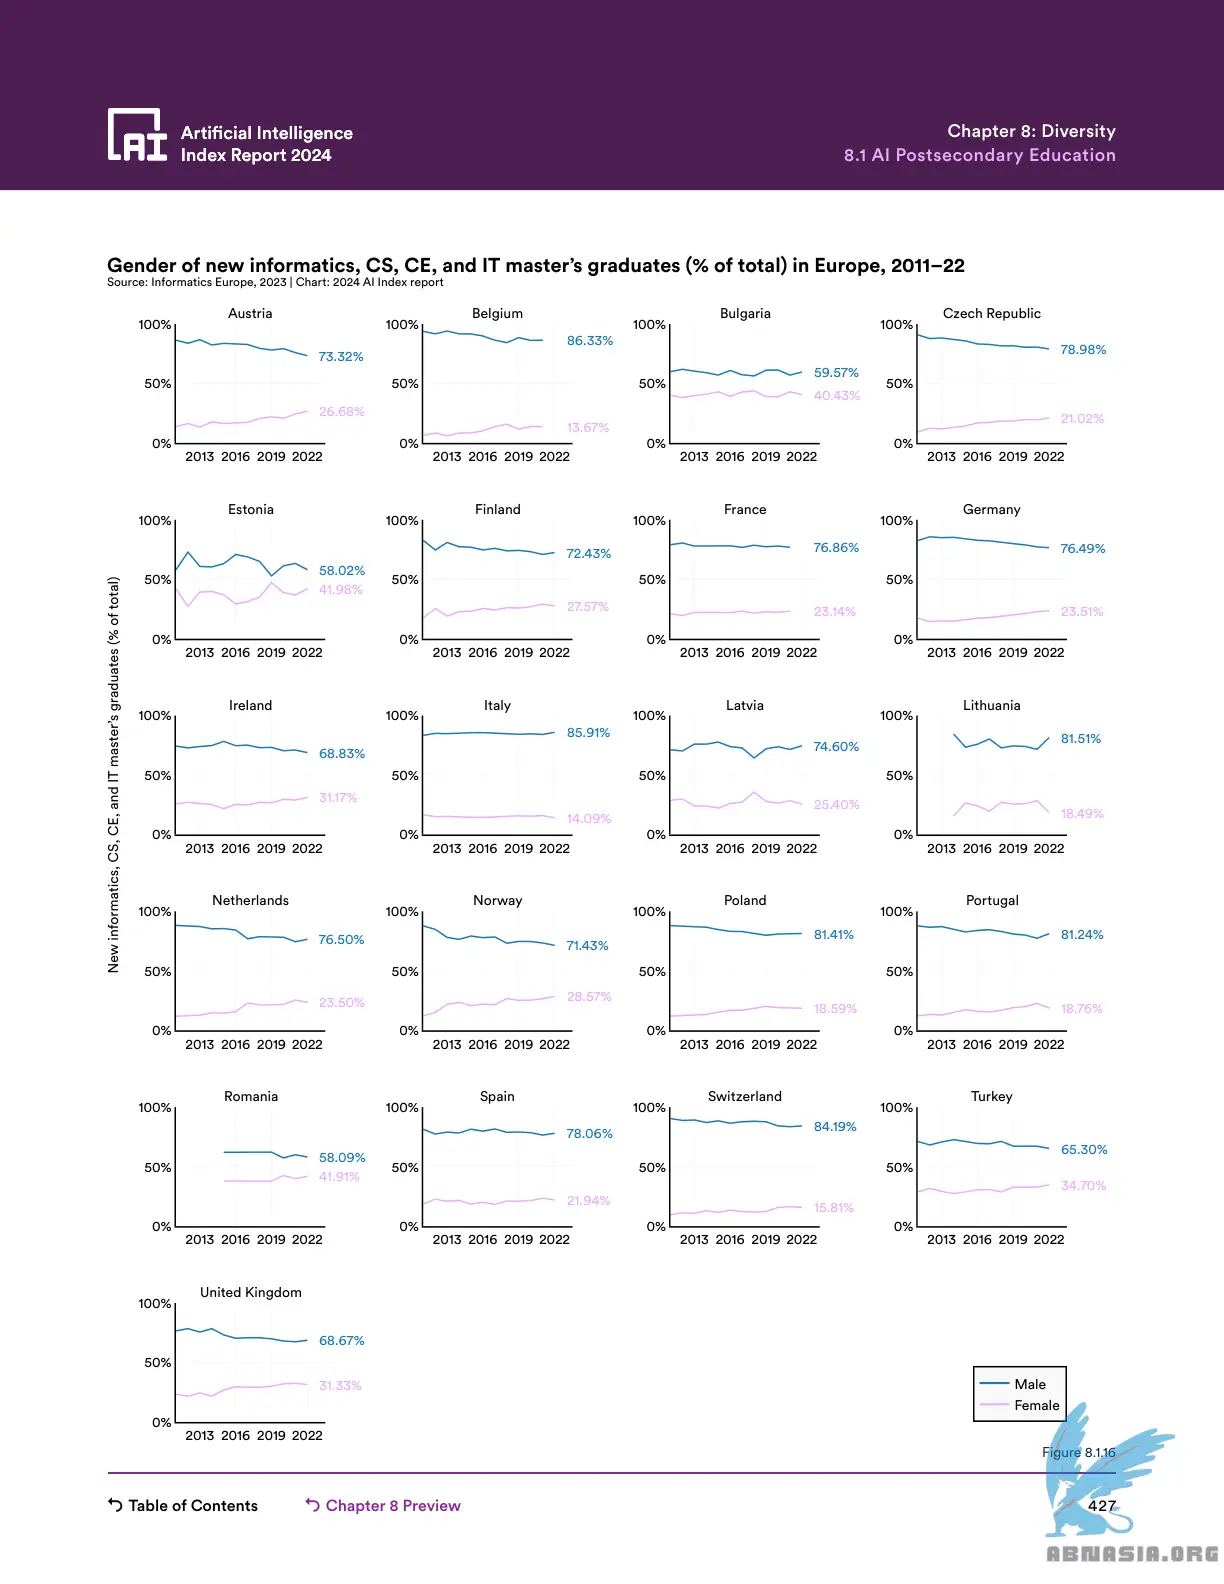 Artificial Intelligence
Index Report 2024
Chapter 8: Diversity
8.1 AI Postsecondary Education
Gender of new informatics, CS, CE, and IT master's graduates (% of total) in Europe, 2011–22
Source: Informatics Europe, 2023 | Chart: 2024 AI Index report
New informatics, CS, CE, and IT master's graduates (% of total)
Austria
100%
50%
0%
73.32%
26.68%
2013 2016 2019 2022
Belgium
100%
50%
0%
86.33%
13.67%
2013 2016 2019 2022
Bulgaria
100%
50%
0%
59.57%
40.43%
2013 2016 2019 2022
Czech Republic
100%
50%
0%
78.98%
21.02%
2013 2016 2019 2022
Estonia
100%
50%
0%
58.02%
41.98%
2013 2016 2019 2022
Finland
100%
50%
0%
72.43%
27.57%
2013 2016 2019 2022
France
100%
50%
0%
76.86%
23.14%
2013 2016 2019 2022
Germany
100%
50%
0%
76.49%
23.51%
2013 2016 2019 2022
Ireland
100%
50%
0%
68.83%
31.17%
2013 2016 2019 2022
Italy
100%
50%
0%
85.91%
14.09%
2013 2016 2019 2022
Latvia
100%
50%
0%
74.60%
25.40%
2013 2016 2019 2022
Lithuania
100%
50%
0%
81.51%
18.49%
2013 2016 2019 2022
Netherlands
100%
50%
0%
76.50%
23.50%
2013 2016 2019 2022
Norway
100%
50%
0%
71.43%
28.57%
2013 2016 2019 2022
Poland
100%
50%
0%
81.41%
18.59%
2013 2016 2019 2022
Portugal
100%
50%
0%
81.24%
18.76%
2013 2016 2019 2022
Romania
100%
50%
0%
58.09%
41.91%
2013 2016 2019 2022
Spain
100%
50%
0%
78.06%
21.94%
2013 2016 2019 2022
Switzerland
100%
50%
0%
84.19%
15.81%
2013 2016 2019 2022
Turkey
100%
50%
0%
65.30%
34.70%
2013 2016 2019 2022
United Kingdom
100%
50%
0%
68.67%
31.33%
2013 2016 2019 2022
Male
Female
Figure 8.1.16
Table of Contents
Chapter 8 Preview
427
ABNASIA.ORG